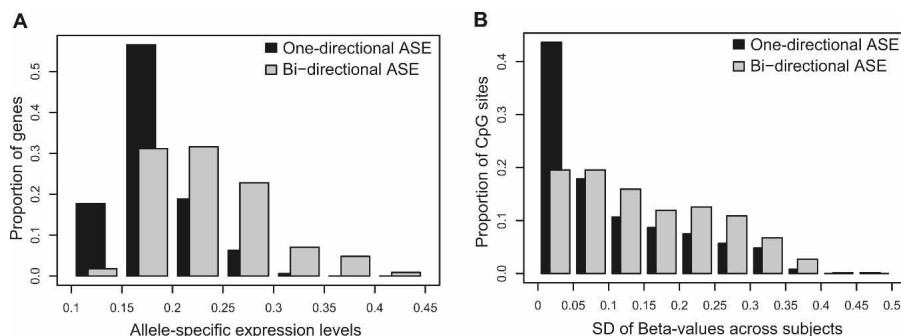 A
One-directional ASE
Bi-directional ASE
Proportion of genes
0.0 0.1 0.2 0.3 0.4 0.5
0.1 0.15 0.2 0.25 0.3 0.35 0.4 0.45
Allele-specific expression levels
B
One-directional ASE
Bi-directional ASE
Proportion of CpG sites
0.0 0.1 0.2 0.3 0.4
0 0.05 0.1 0.15 0.2 0.25 0.3 0.35 0.4 0.45 0.5
SD of Beta-values across subjects